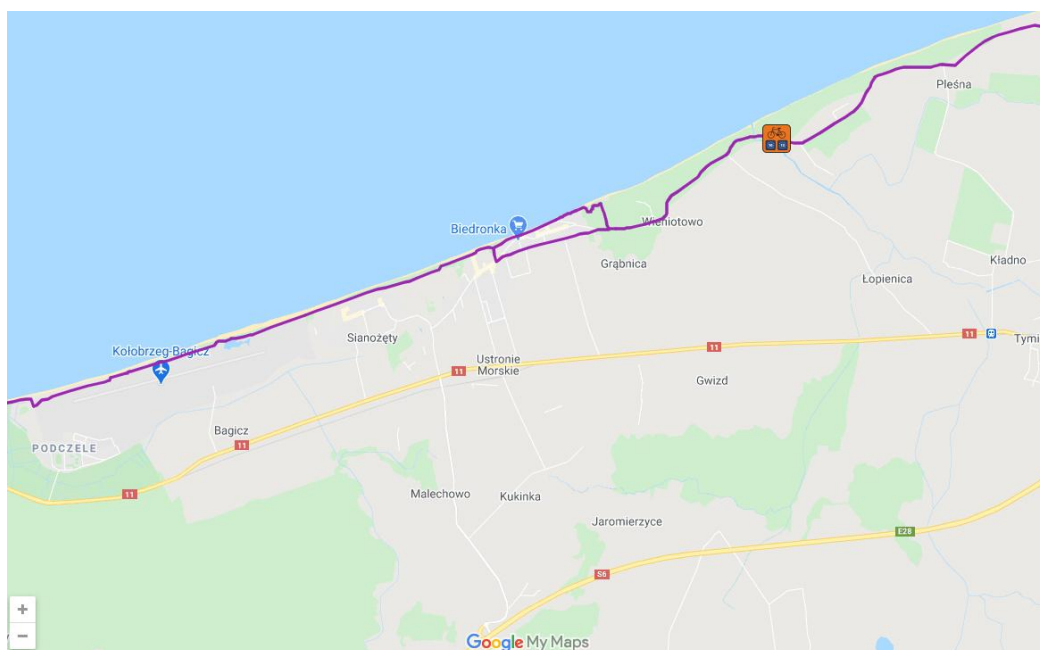 Pleśna
Biedronka
Wieniotowo
Grąbnica
Kładno
Łopienica
Sianożęty
11
Tymi
Kołobrzeg-Bagicz
11
Ustronie
Morskie
11
Gwizd
Bagicz
11
PODCZELE
11
Malechowo
Kukinka
Jaromierzyce
E28
S6
+
−
Google My Maps